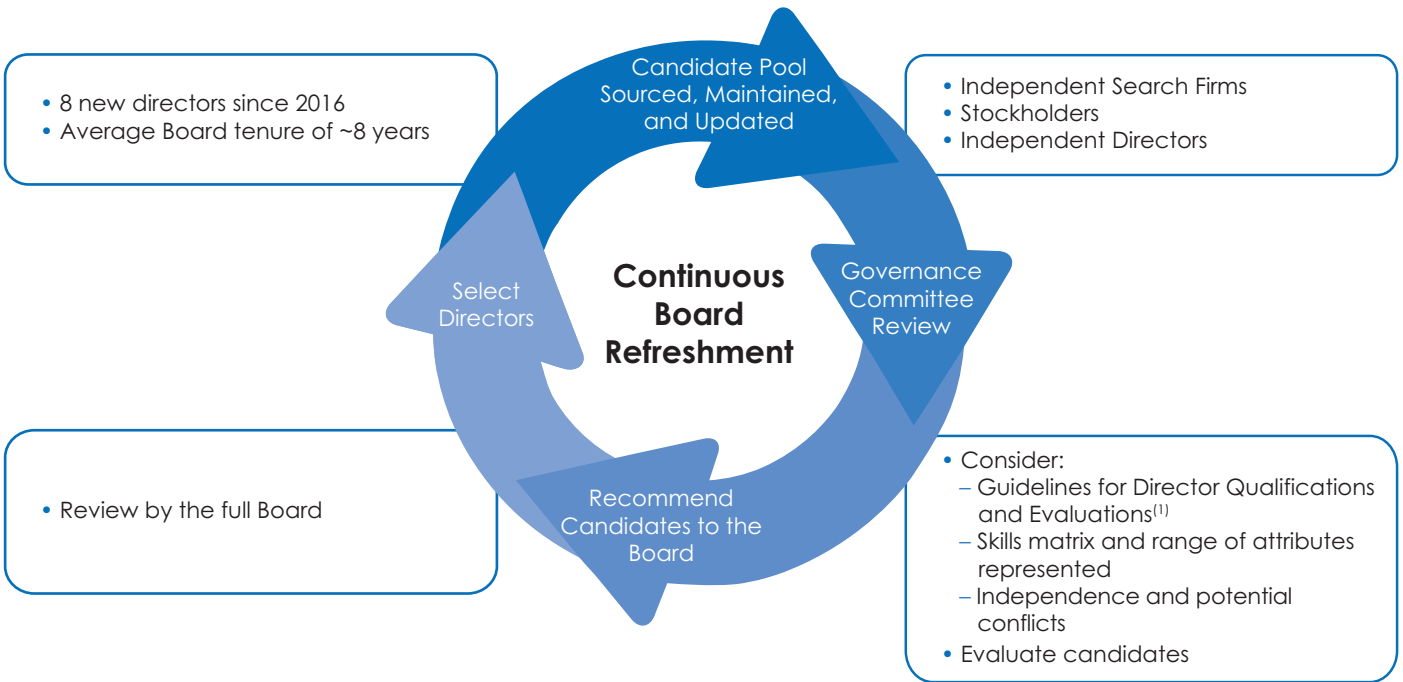 • 8 new directors since 2016
• Average Board tenure of ~8 years
Candidate Pool
Sourced, Maintained,
and Updated
• Independent Search Firms
• Stockholders
• Independent Directors
Continuous
Board
Refreshment
Governance
Committee
Review
Select
Directors
• Review by the full Board
Recommend
Candidates to the
Board
• Consider:
– Guidelines for Director Qualifications
and Evaluations(1)
– Skills matrix and range of attributes
represented
– Independence and potential
conflicts
• Evaluate candidates